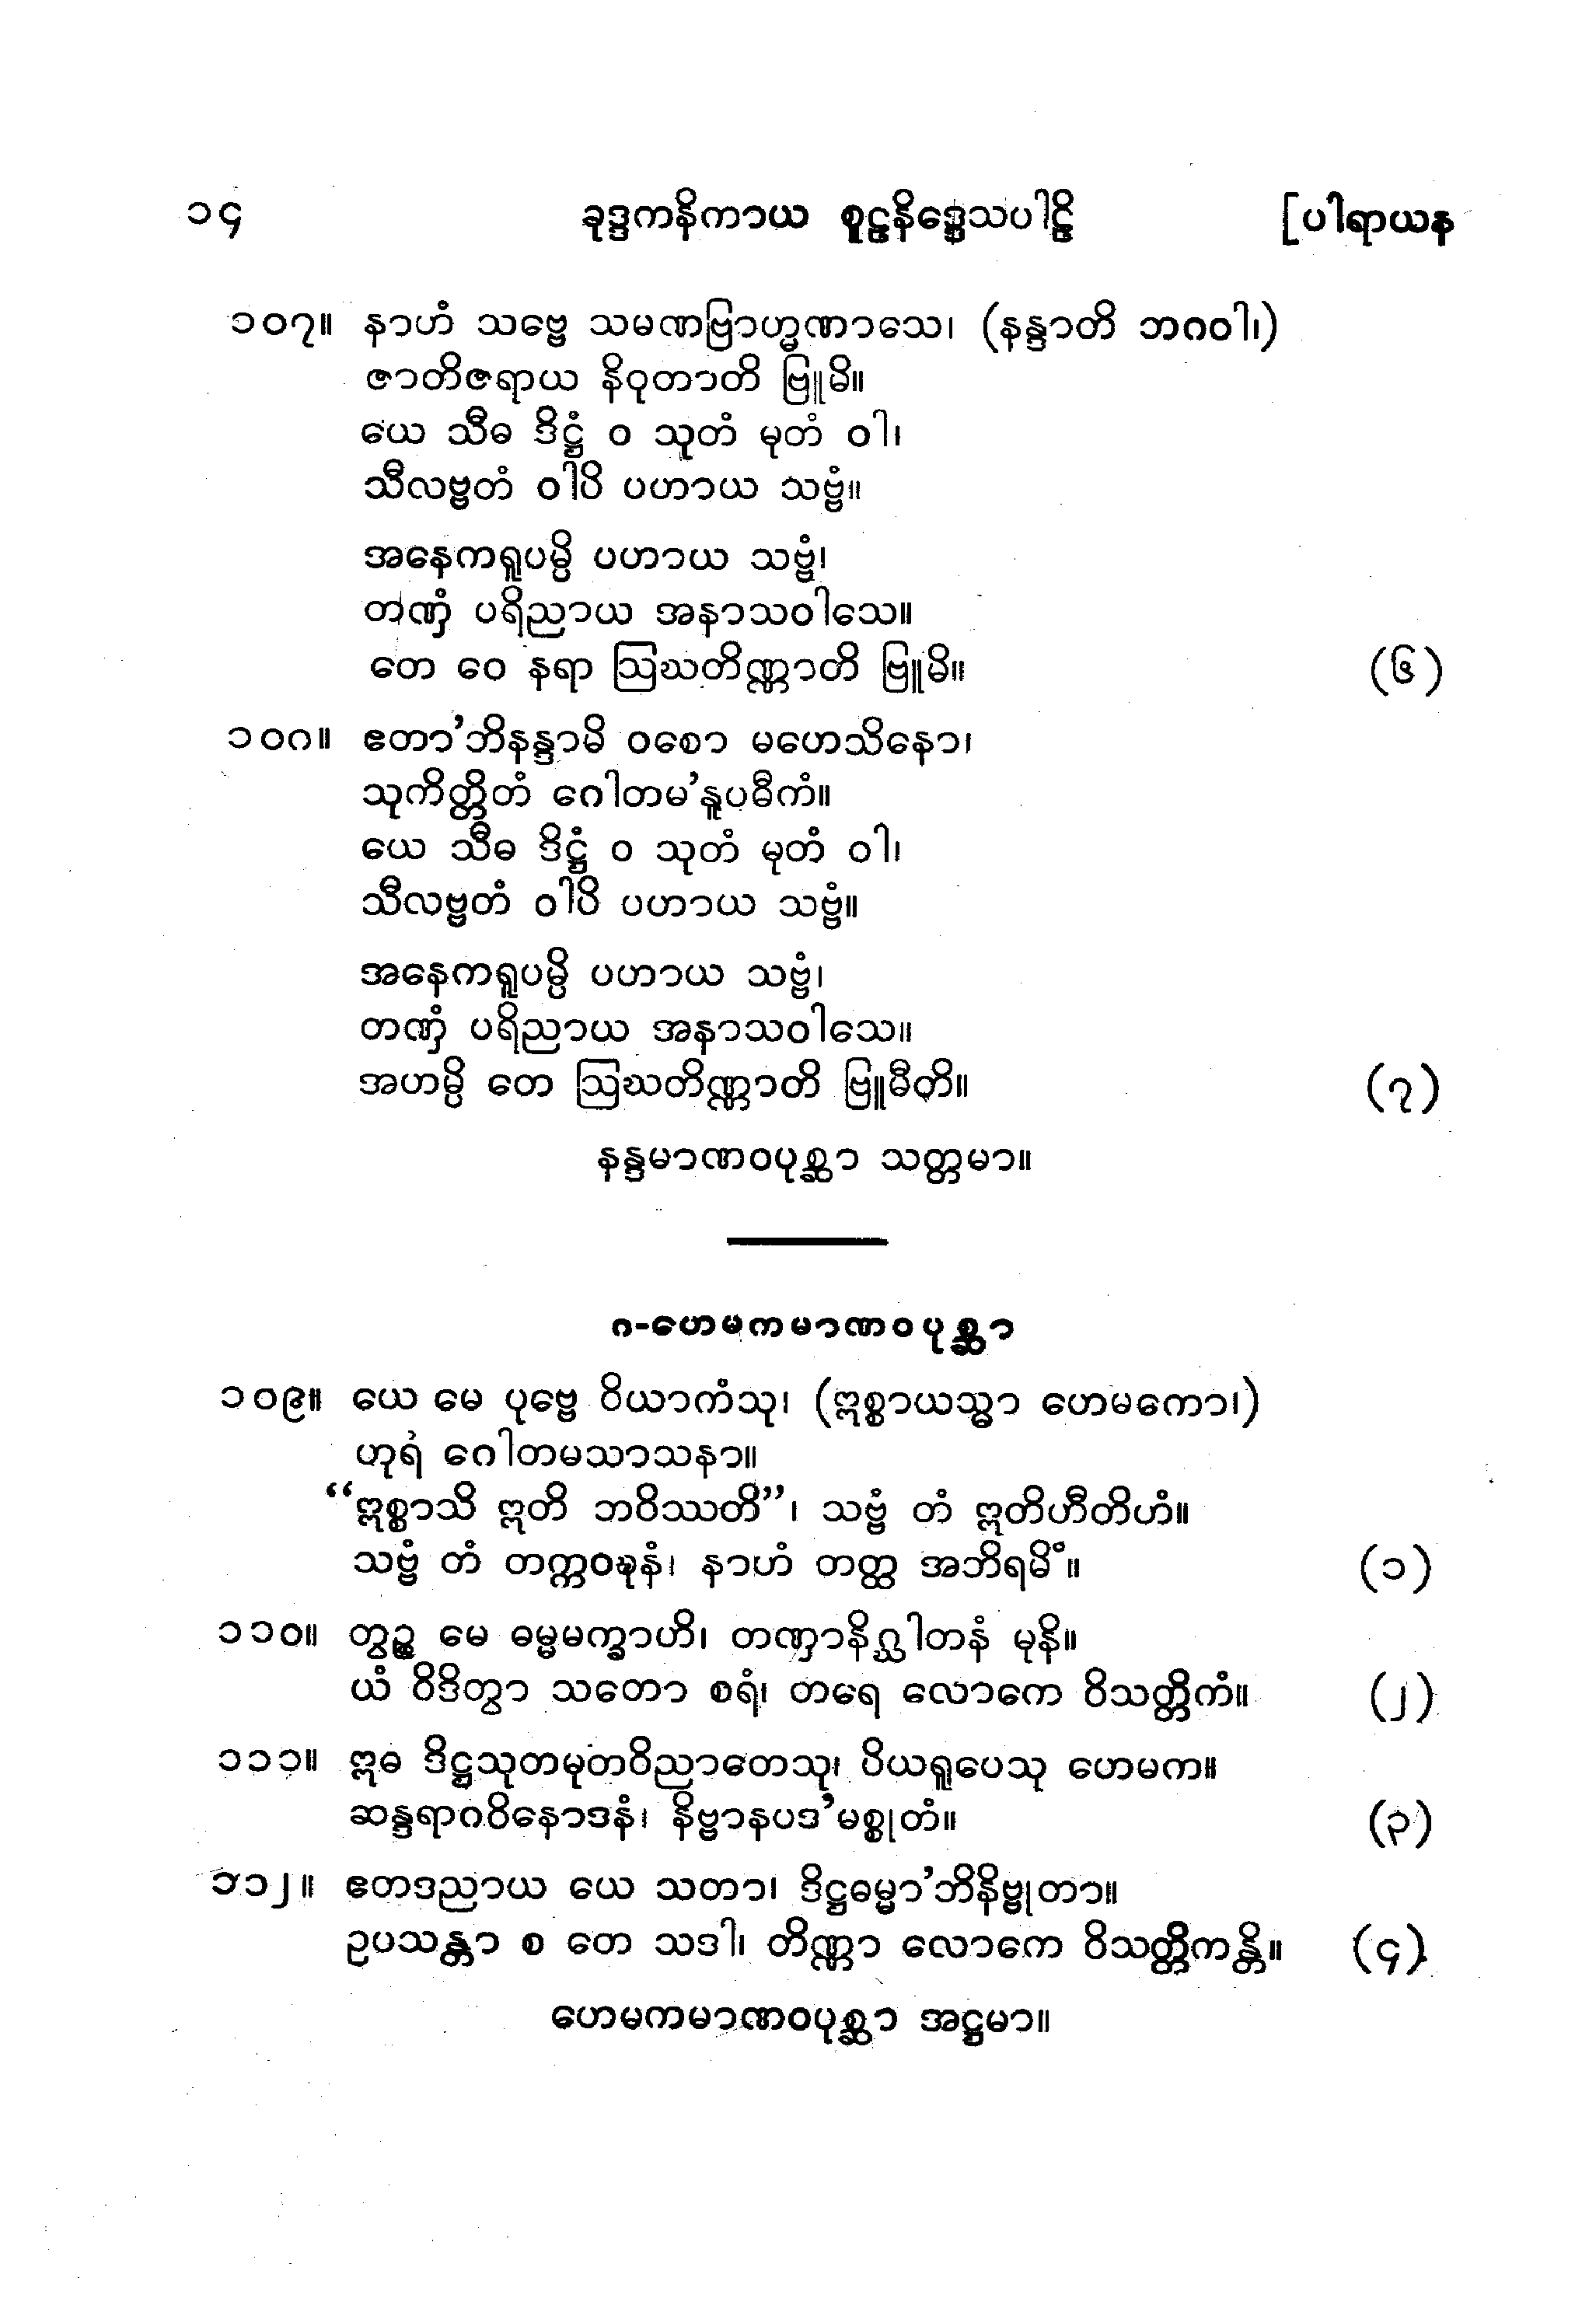 ၁၄ ခုဒ္ဒကနိကာယ စူဠနိဒ္ဒေသပါဠိ [ပါရာယန
၁၀၇။ နာဟံ သဗ္ဗေ သမဏဗြာဟ္မဏာသေ၊ (နန္ဒာတိ ဘဂဝါ၊)
ဇာတိဇရာယ နိဝုတာတိ ဗြူမိ။
ယေ သီဓ ဒိဋ္ဌံ ဝ သုတံ မုတံ ဝါ၊
သီလဗ္ဗတံ ဝါပိ ပဟာယ သဗ္ဗံ။
အနေကရူပမ္ပိ ပဟာယ သဗ္ဗံ၊
တဏှံ ပရိညာယ အနာသဝါသေ။
တေ ဝေ နရာ ဩဃတိဏ္ဏာတိ ဗြူမိ။ (၆)
၁၀၈။ ဧတာ’ဘိနန္ဒာမိ ဝစော မဟေသိနော၊
သုကိတ္တိတံ ဂေါတမ’နူပဓီကံ။
ယေ သီဓ ဒိဋ္ဌံ ဝ သုတံ မုတံ ဝါ၊
သီလဗ္ဗတံ ဝါပိ ပဟာယ သဗ္ဗံ။
အနေကရူပမ္ပိ ပဟာယ သဗ္ဗံ၊
တဏှံ ပရိညာယ အနာသဝါသေ။
အဟမ္ပိ တေ ဩဃတိဏ္ဏာတိ ဗြူမီတိ။ (၇)
နန္ဒမာဏဝပုစ္ဆာ သတ္တမာ။
၈-ဟေမကမာဏဝပုစ္ဆာ
၁၀၉။ ယေ မေ ပုဗ္ဗေ ဝိယာကံသု၊ (ဣစ္စာယသ္မာ ဟေမကော၊)
ဟုရံ ဂေါတမသာသနာ။
“ဣစ္စာသိ ဣတိ ဘဝိဿတိ”၊ သဗ္ဗံ တံ ဣတိဟီတိဟံ။
သဗ္ဗံ တံ တက္ကဝဍ္ဎနံ၊ နာဟံ တတ္ထ အဘိရမိံ။ (၁)
၁၁၀။ တွဉ္စ မေ ဓမ္မမက္ခာဟိ၊ တဏှာနိဂ္ဃါတနံ မုနိ။
ယံ ဝိဒိတွာ သတော စရံ၊ တရေ လောကေ ဝိသတ္တိကံ။ (၂)
၁၁၁။ ဣဓ ဒိဋ္ဌသုတမုတဝိညာတေသု၊ ပိယရူပေသု ဟေမက။
ဆန္ဒရာဂဝိနောဒနံ၊ နိဗ္ဗာနပဒ’မစ္စုတံ။ (၃)
၁၁၂။ ဧတဒညာယ ယေ သတာ၊ ဒိဋ္ဌဓမ္မာ’ဘိနိဗ္ဗုတာ။
ဥပသန္တာ စ တေ သဒါ၊ တိဏ္ဏာ လောကေ ဝိသတ္တိကန္တိ။ (၄)
ဟေမကမာဏဝပုစ္ဆာ အဋ္ဌမာ။